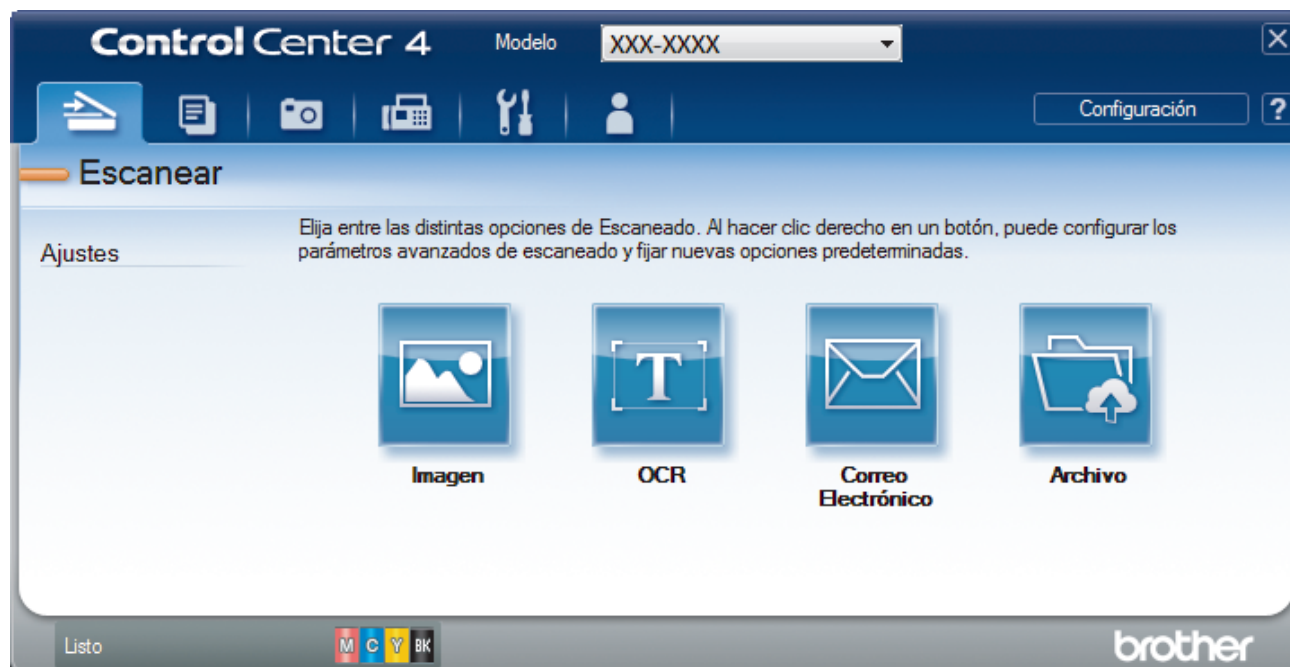 ControlCenter 4 Modelo XXX-XXXX
Configuración ?
Escanear
Ajustes
Elija entre las distintas opciones de Escaneado. Al hacer clic derecho en un botón, puede configurar los
parámetros avanzados de escaneado y fijar nuevas opciones predeterminadas.
T
Imagen OCR Correo Archivo
Electrónico
Listo M C Y BK brother